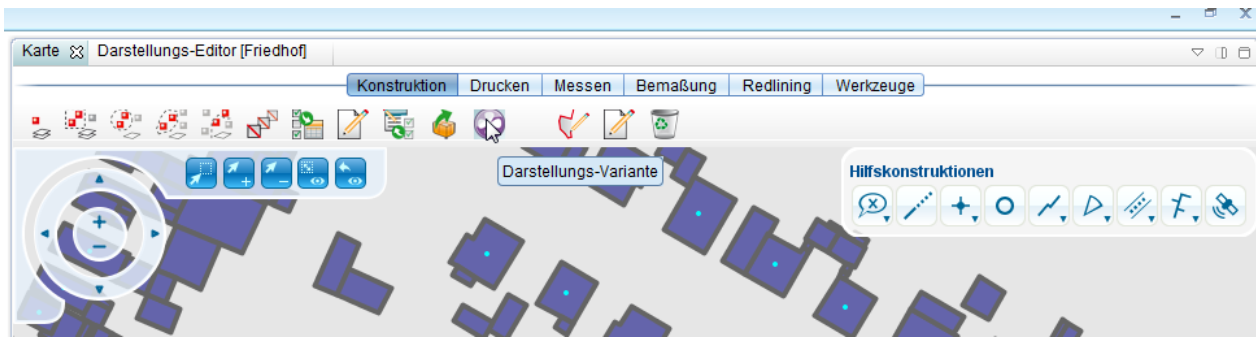 Karte Darstellungs-Editor [Friedhof]
Konstruktion Drucken Messen Bemaßung Redlining Werkzeuge
Darstellungs-Variante
Hilfskonstruktionen